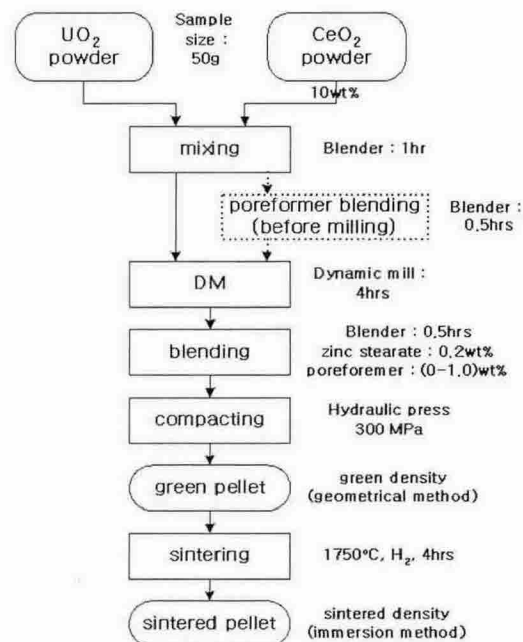 UO₂
powder
Sample
size :
50g
CeO₂
powder
10wt%
mixing
Blender : 1hr
poreformer blending
(before milling)
Blender :
0.5hrs
DM
Dynamic mill :
4hrs
blending
Blender : 0.5hrs
zinc stearate : 0.2wt%
poreforemer : (0-1.0)wt%
compacting
Hydraulic press
300 MPa
green pellet
green density
(geometrical method)
sintering
1750°C, H₂, 4hrs
sintered pellet
sintered density
(immersion method)